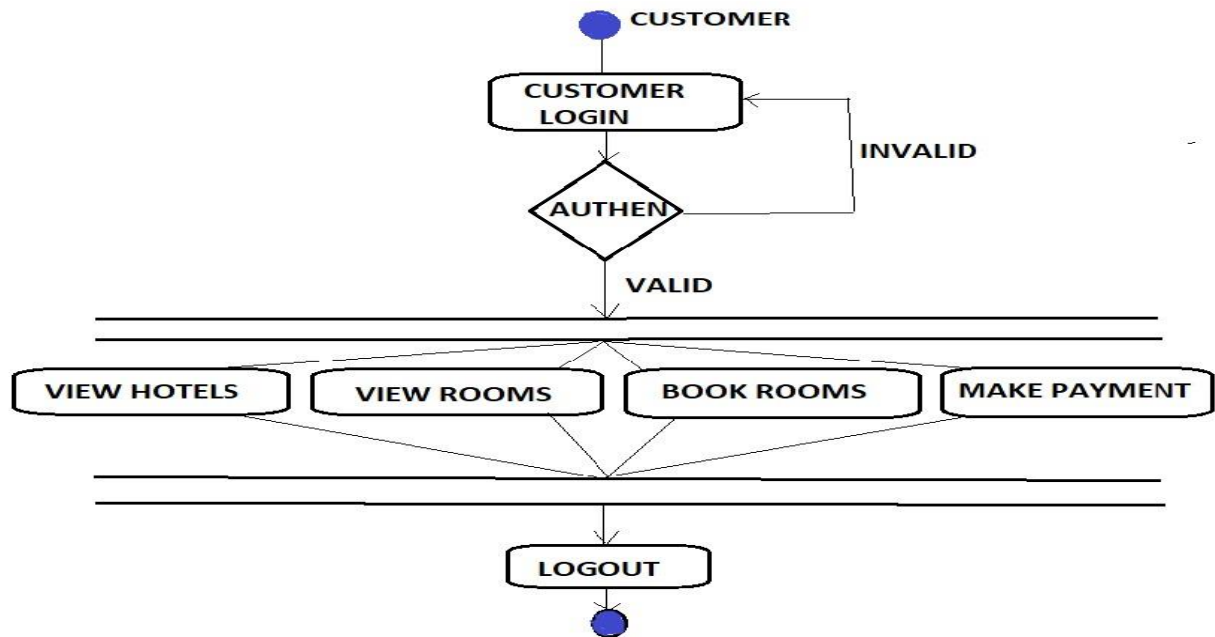 CUSTOMER
CUSTOMER
LOGIN
INVALID
AUTHEN
VALID
VIEW HOTELS
VIEW ROOMS
BOOK ROOMS
MAKE PAYMENT
LOGOUT